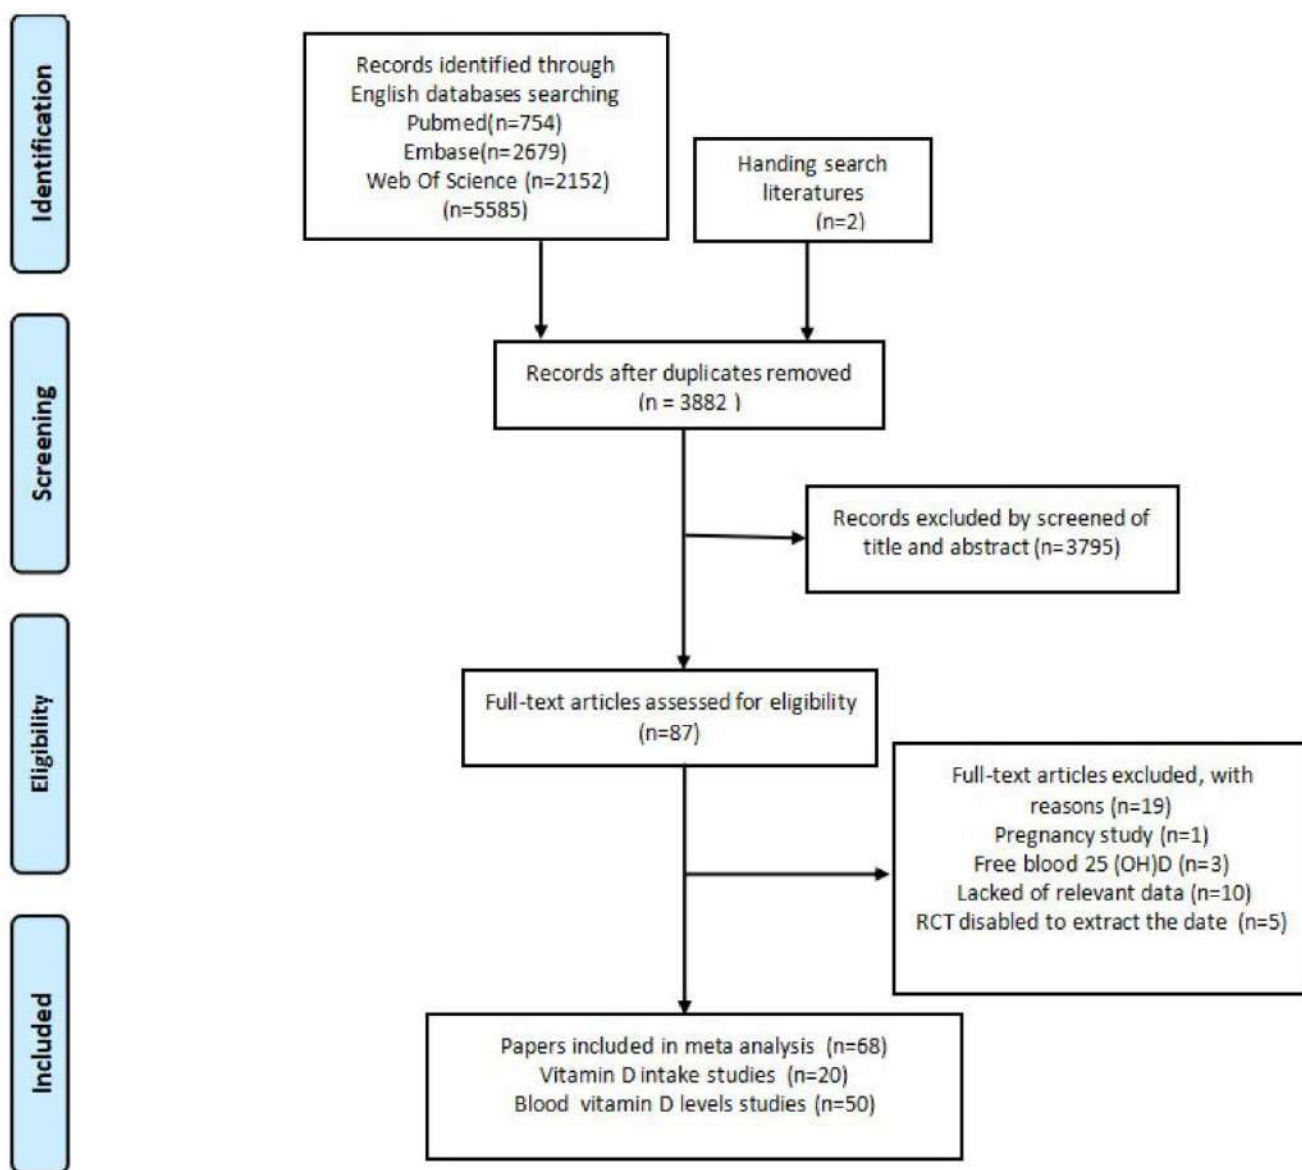 Identification
Records identified through
English databases searching
Pubmed(n=754)
Embase(n=2679)
Web Of Science (n=2152)
(n=5585)
Handing search
literatures
(n=2)
Screening
Records after duplicates removed
(n = 3882 )
Records excluded by screened of
title and abstract (n=3795)
Eligibility
Full-text articles assessed for eligibility
(n=87)
Full-text articles excluded, with
reasons (n=19)
Pregnancy study (n=1)
Free blood 25 (OH)D (n=3)
Lacked of relevant data (n=10)
RCT disabled to extract the date (n=5)
Included
Papers included in meta analysis (n=68)
Vitamin D intake studies (n=20)
Blood vitamin D levels studies (n=50)